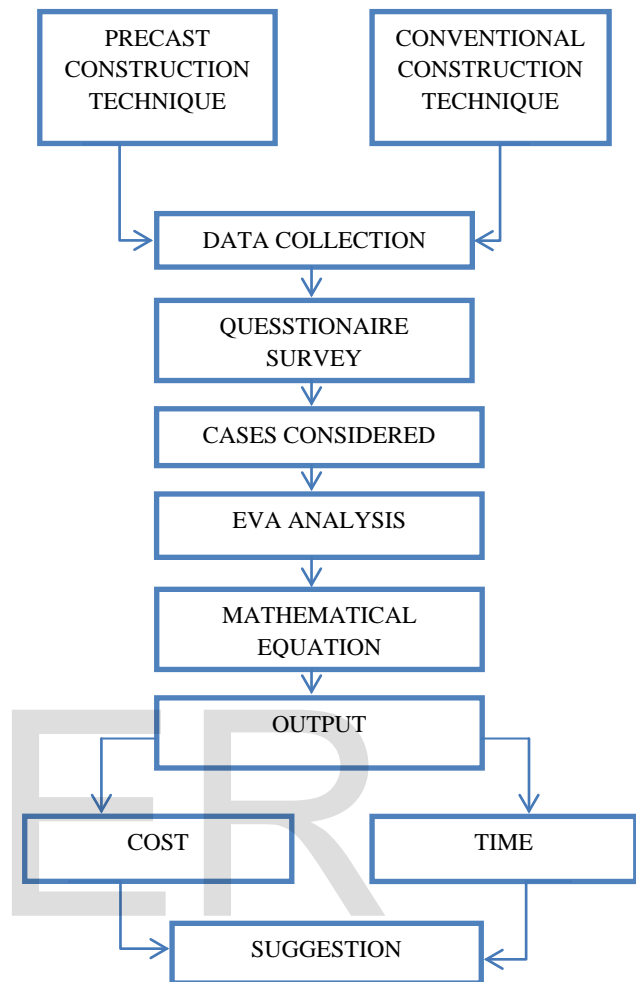 PRECAST
CONSTRUCTION
TECHNIQUE
CONVENTIONAL
CONSTRUCTION
TECHNIQUE
DATA COLLECTION
QUESSTIONAIRE
SURVEY
CASES CONSIDERED
EVA ANALYSIS
MATHEMATICAL
EQUATION
OUTPUT
ER
COST
TIME
SUGGESTION